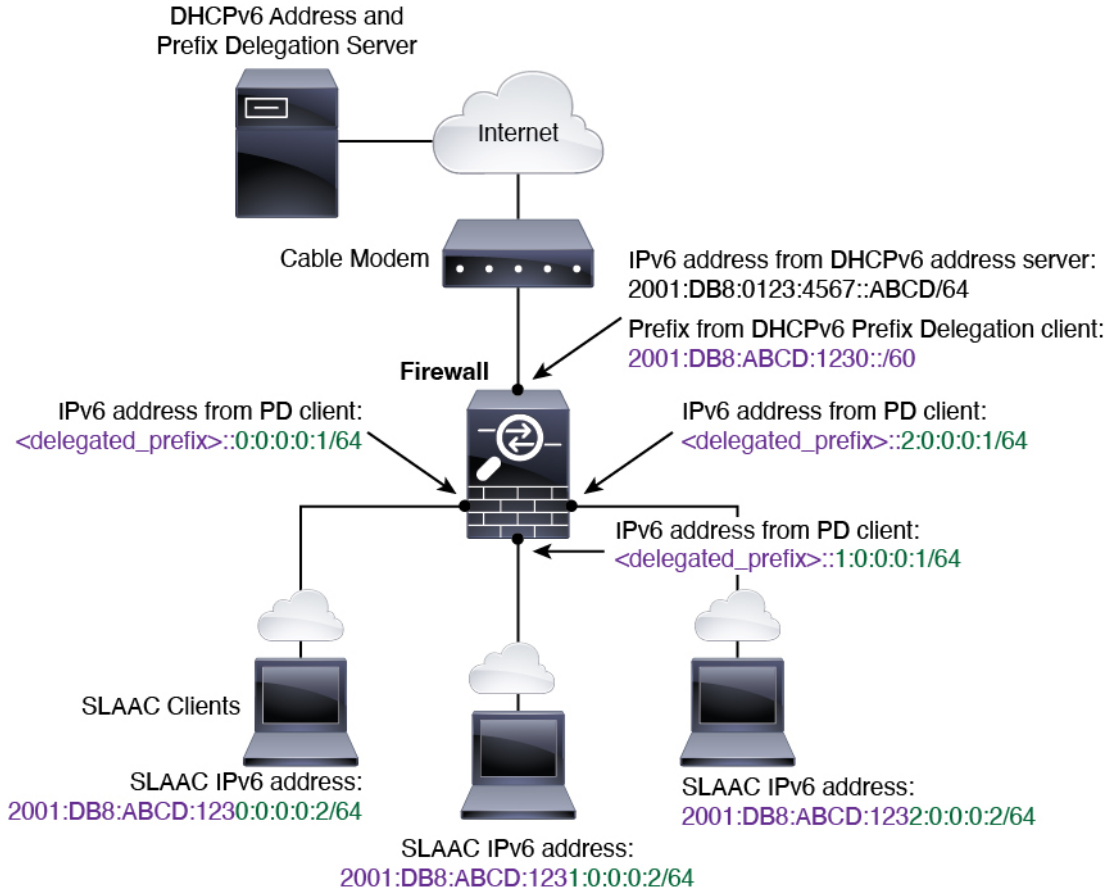 DHCPv6 Address and
Prefix Delegation Server
Internet
Cable Modem
IPv6 address from DHCPv6 address server:
2001:DB8:0123:4567::ABCD/64
Prefix from DHCPv6 Prefix Delegation client:
2001:DB8:ABCD:1230::/60
Firewall
IPv6 address from PD client:
<delegated_prefix>::0:0:0:0:1/64
IPv6 address from PD client:
<delegated_prefix>::2:0:0:0:1/64
IPv6 address from PD client:
<delegated_prefix>::1:0:0:0:1/64
SLAAC Clients
SLAAC IPv6 address:
2001:DB8:ABCD:1230:0:0:0:2/64
SLAAC IPv6 address:
2001:DB8:ABCD:1231:0:0:0:2/64
SLAAC IPv6 address:
2001:DB8:ABCD:1232:0:0:0:2/64